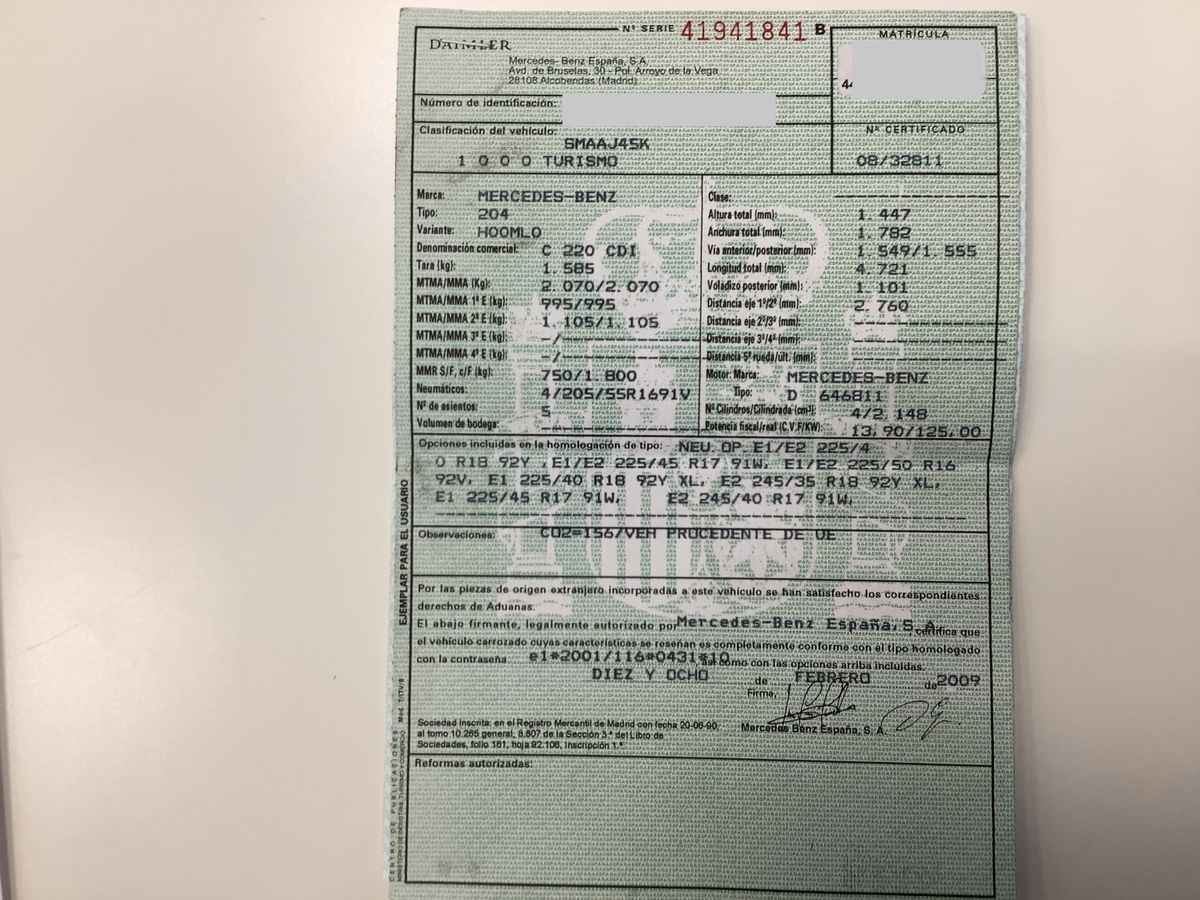 Nº SERIE 41941841 B
DAIMLER
Mercedes- Benz España, S.A.
Avd. de Bruselas, 30 - Pol. Arroyo de la Vega
28108 Alcobendas (Madrid)
MATRÍCULA
Número de identificación:
Clasificación del vehículo:
SMAAJ45K
1 0 0 0 TURISMO
Nº CERTIFICADO
08/32811
Marca: MERCEDES-BENZ
Tipo: 204
Variante: HOOMLO
Denominación comercial: C 220 CDI
Tara (kg): 1. 585
MTMA/MMA (Kg): 2. 070/2. 070
MTMA/MMA 1º E (kg): 995/995
MTMA/MMA 2º E (kg): 1. 105/1. 105
MTMA/MMA 3º E (kg): -/-
MTMA/MMA 4º E (kg): -/-
MMR S/F, c/F (kg): 750/1. 800
Neumáticos: 4/205/55R1691V
Nº de asientos: 5
Volumen de bodega:
Clase:
Altura total (mm): 1. 447
Anchura total (mm): 1. 782
Vía anterior/posterior (mm): 1. 549/1. 555
Longitud total (mm): 4. 721
Voladizo posterior (mm): 1. 101
Distancia eje 1º/2º (mm): 2. 760
Distancia eje 2º/3º (mm):
Distancia eje 3º/4º (mm):
Distancia 5ª rueda/últ. (mm):
Motor: Marca: MERCEDES-BENZ
Tipo: D 646811
Nº Cilindros/Cilindrada (cm³): 4/2. 148
Potencia fiscal/real (C.V.F/KW): 13, 90/125, 00
Opciones incluidas en la homologación de tipo: NEU. OP. E1/E2 225/4
0 R18 92Y , E1/E2 225/45 R17 91W, E1/E2 225/50 R16
92V, E1 225/40 R18 92Y XL, E2 245/35 R18 92Y XL,
E1 225/45 R17 91W, E2 245/40 R17 91W,
Observaciones: CO2=156/VEH PROCEDENTE DE UE
Por las piezas de origen extranjero incorporadas a este vehículo se han satisfecho los correspondientes
derechos de Aduanas.
El abajo firmante, legalmente autorizado por Mercedes-Benz España, S.A. certifica que
el vehículo carrozado cuyas características se reseñan es completamente conforme con el tipo homologado
con la contraseña e1*2001/116*0431*10 así como con las opciones arriba incluidas.
DIEZ Y OCHO de FEBRERO de 2009
Firma,
Mercedes Benz España, S. A.
Sociedad Inscrita: en el Registro Mercantil de Madrid con fecha 20-06-90,
al tomo 10.265 general, 8.607 de la Sección 3.ª del Libro de
Sociedades, folio 161, hoja 92.106, Inscripción 1.ª
Reformas autorizadas:
EJEMPLAR PARA EL USUARIO
CENTRO DE PUBLICACIONES
MINISTERIO DE INDUSTRIA, TURISMO Y COMERCIO